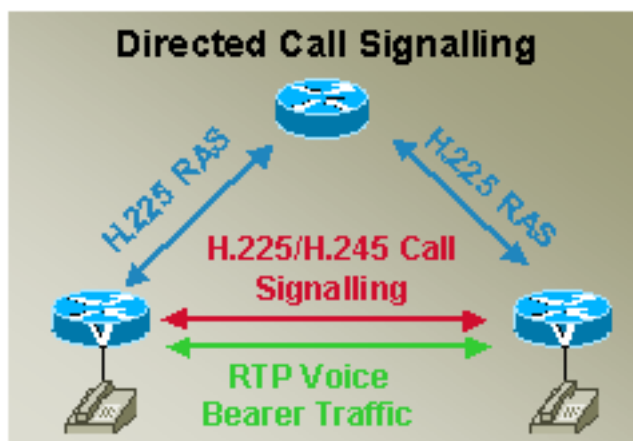 Directed Call Signalling
H.225 RAS
H.225 RAS
H.225/H.245 Call
Signalling
V
V
RTP Voice
Bearer Traffic